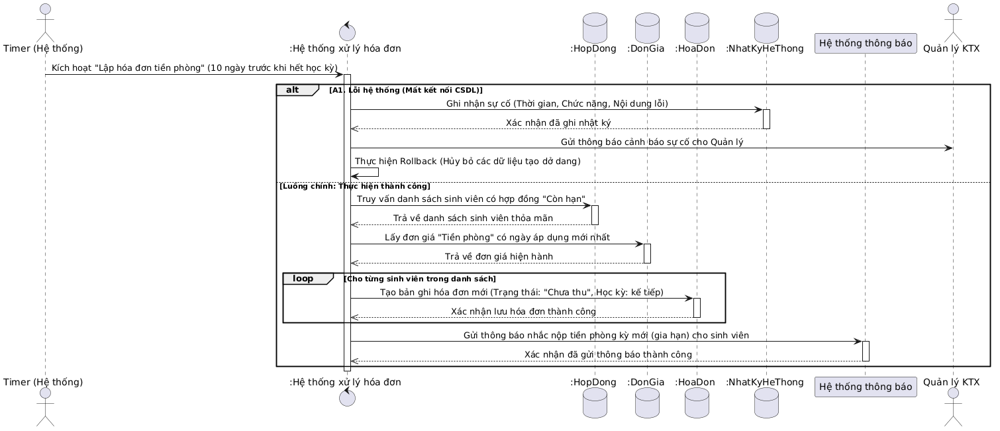 Timer (Hệ thống)
:Hệ thống xử lý hóa đơn
:HopDong
:DonGia
:HoaDon
:NhatKyHeThong
Hệ thống thông báo
Quản lý KTX
Kích hoạt "Lập hóa đơn tiền phòng" (10 ngày trước khi hết học kỳ)
alt
[A1. Lỗi hệ thống (Mất kết nối CSDL)]
Ghi nhận sự cố (Thời gian, Chức năng, Nội dung lỗi)
Xác nhận đã ghi nhật ký
Gửi thông báo cảnh báo sự cố cho Quản lý
Thực hiện Rollback (Hủy bỏ các dữ liệu tạo dở dang)
[Luồng chính: Thực hiện thành công]
Truy vấn danh sách sinh viên có hợp đồng "Còn hạn"
Trả về danh sách sinh viên thỏa mãn
Lấy đơn giá "Tiền phòng" có ngày áp dụng mới nhất
Trả về đơn giá hiện hành
loop
[Cho từng sinh viên trong danh sách]
Tạo bản ghi hóa đơn mới (Trạng thái: "Chưa thu", Học kỳ: kế tiếp)
Xác nhận lưu hóa đơn thành công
Gửi thông báo nhắc nộp tiền phòng kỳ mới (gia hạn) cho sinh viên
Xác nhận đã gửi thông báo thành công
Timer (Hệ thống)
:Hệ thống xử lý hóa đơn
:HopDong
:DonGia
:HoaDon
:NhatKyHeThong
Hệ thống thông báo
Quản lý KTX